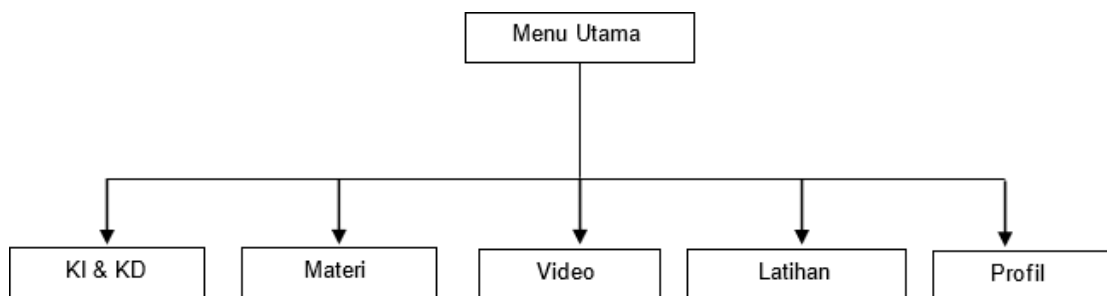 Menu Utama
KI & KD
Materi
Video
Latihan
Profil